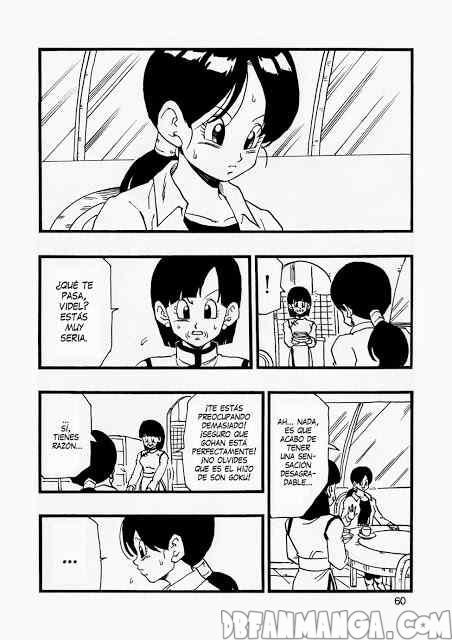 !
¿QUÉ TE
PASA,
VIDEL?
ESTÁS
MUY
SERIA.
AH... NADA,
ES QUE
ACABO DE
TENER
UNA SEN-
SACIÓN
DESAGRA-
DABLE...
¡TE ESTÁS
PREOCUPANDO
DEMASIADO!
¡SEGURO QUE
GOHAN ESTÁ
PERFECTAMENTE!
¡NO OLVIDES
QUE ES EL HIJO
DE SON GOKU!
...
SÍ,
TIENES
RAZÓN...
...
60
DBFANMANGA.COM